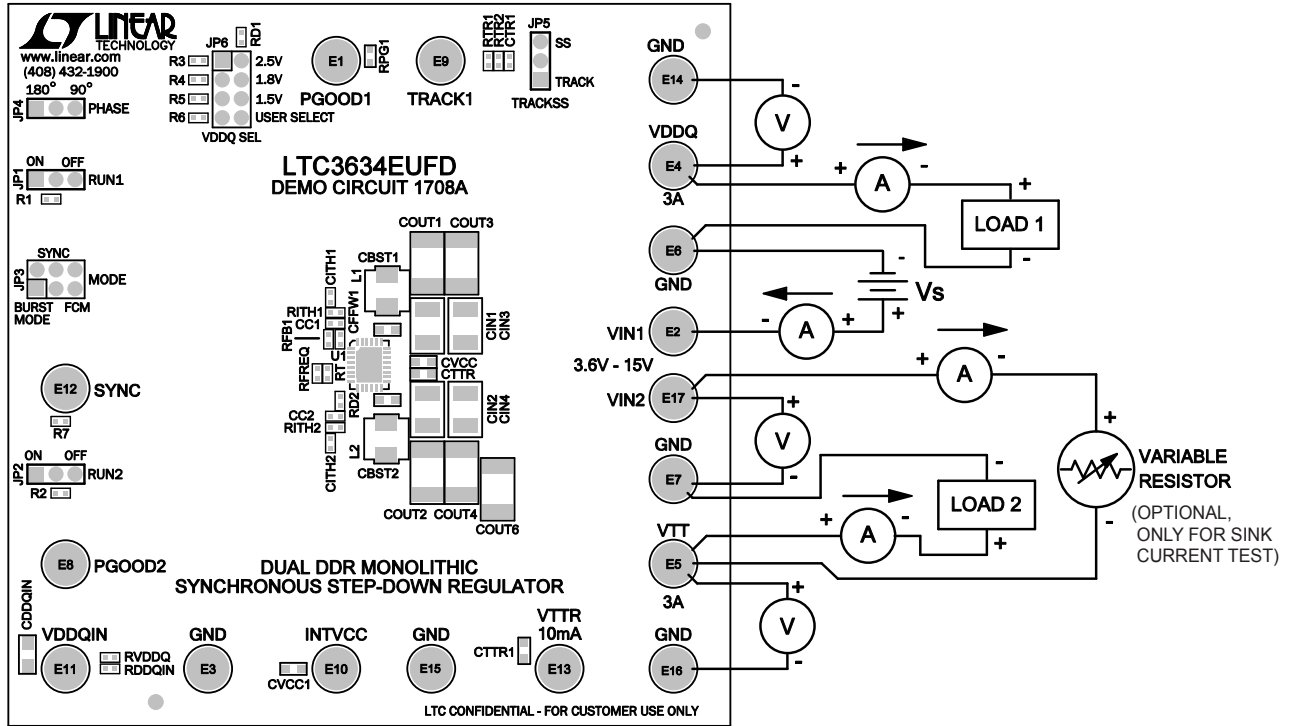 LINEAR
TECHNOLOGY
www.linear.com
(408) 432-1900
180° 90°
JP4
PHASE
ON OFF
JP1
RUN1
R1
SYNC
JP3
MODE
BURST
MODE
FCM
E12
SYNC
R7
ON OFF
JP2
RUN2
R2
E8
PGOOD2
CDDQIN
VDDQIN
E11
RVDDQ
RDDQIN
GND
E3
CVCC1
INTVCC
E10
GND
E15
CTTR1
VTTR
10mA
E13
LTC CONFIDENTIAL - FOR CUSTOMER USE ONLY
JP6
RD1
R3
2.5V
R4
1.8V
R5
1.5V
R6
USER SELECT
VDDQ SEL
E1
RPG1
PGOOD1
E9
TRACK1
RTR1
RTR2
CTR1
JP5
SS
TRACK
TRACKSS
LTC3634EUFD
DEMO CIRCUIT 1708A
COUT1 COUT3
CBST1
L1
CITH1
RITH1
CC1
CFFW1
RFB1
U1
RFREQ
RT
CIN1
CIN3
CVCC
CTTR
RD2
CC2
RITH2
CITH2
L2
CBST2
CIN2
CIN4
COUT2 COUT4
COUT6
DUAL DDR MONOLITHIC
SYNCHRONOUS STEP-DOWN REGULATOR
GND
E14
-
V
+
VDDQ
E4
3A
+ A -
+
LOAD 1
-
E6
GND
-
Vs
+
VIN1
E2
- A +
3.6V - 15V
VIN2
E17
+ A -
+
V
-
GND
E7
-
LOAD 2
+
+ A -
VTT
E5
3A
+
V
-
GND
E16
+
VARIABLE
RESISTOR
-
(OPTIONAL,
ONLY FOR SINK
CURRENT TEST)